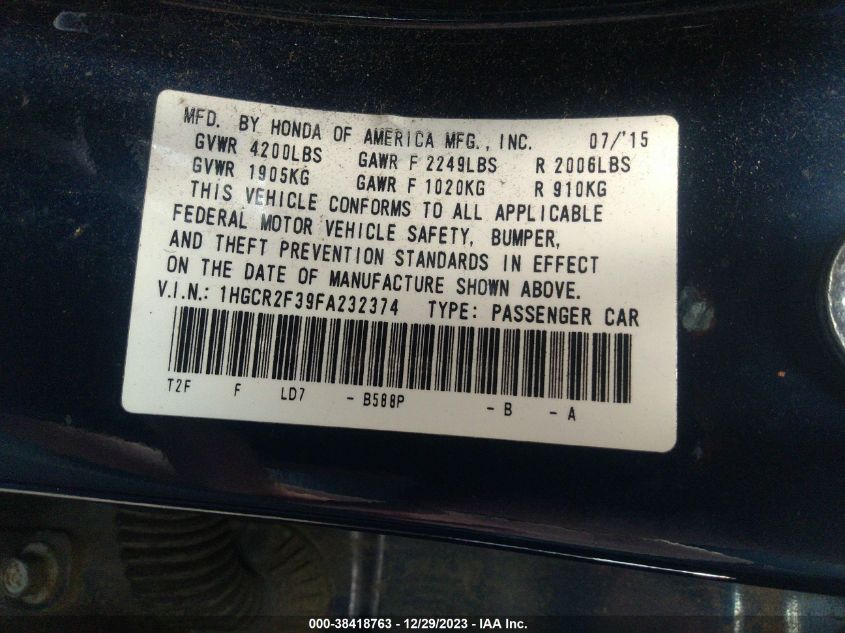 MFD. BY HONDA OF AMERICA MFG., INC. 07/'15
GVWR 4200LBS GAWR F 2249LBS R 2006LBS
GVWR 1905KG GAWR F 1020KG R 910KG
THIS VEHICLE CONFORMS TO ALL APPLICABLE
FEDERAL MOTOR VEHICLE SAFETY, BUMPER,
AND THEFT PREVENTION STANDARDS IN EFFECT
ON THE DATE OF MANUFACTURE SHOWN ABOVE.
V.I.N.: 1HGCR2F39FA232374 TYPE: PASSENGER CAR
T2F F LD7 - B588P - B - A
000-38418763 - 12/29/2023 - IAA Inc.